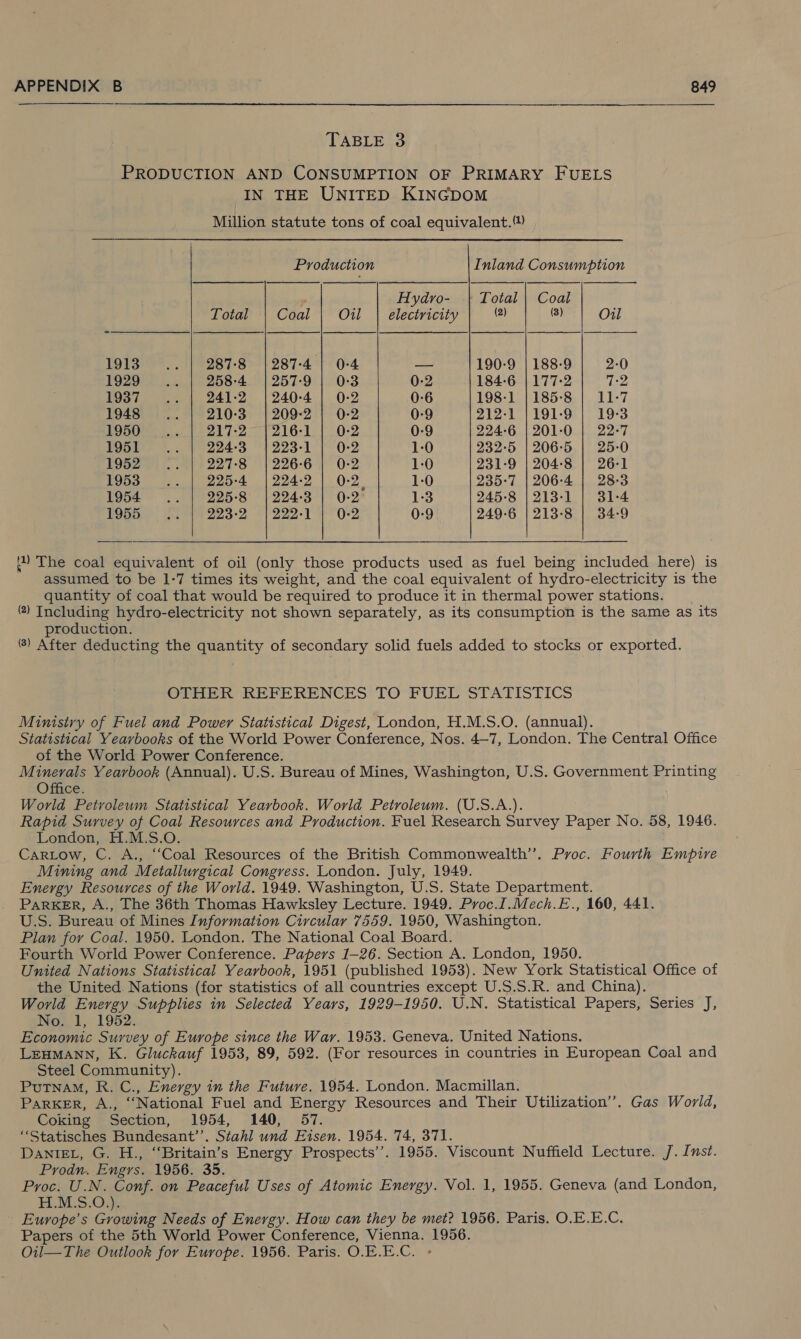 APPENDIX B 849
TABLE 3
PRODUCTION AND CONSUMPTION OF PRIMARY FUELS
IN THE UNITED KINGDOM
Million statute tons of coal equivalent.(1)
Production Inland Consumption
Hydro- Total Coal
Total Coal Oil electricity (2) (3) Oil
1913 .. 287·8 287·4 0·4 — 190·9 188·9 2·0
1929 .. 258·4 257·9 0·3 0·2 184·6 177·2 7·2
1937 .. 241·2 240·4 0·2 0·6 198·1 185·8 11·7
1948 .. 210·3 209·2 0·2 0·9 212·1 191·9 19·3
1950 .. 217·2 216·1 0·2 0·9 224·6 201·0 22·7
1951 .. 224·3 223·1 0·2 1·0 232·5 206·5 25·0
1952 .. 227·8 226·6 0·2 1·0 231·9 204·8 26·1
1953 .. 225·4 224·2 0·2 1·0 235·7 206·4 28·3
1954 .. 225·8 224·3 0·2 1·3 245·8 213·1 31·4
1955 .. 223·2 222·1 0·2 0·9 249·6 213·8 34·9
(1) The coal equivalent of oil (only those products used as fuel being included here) is
assumed to be 1·7 times its weight, and the coal equivalent of hydro-electricity is the
quantity of coal that would be required to produce it in thermal power stations.
(2) Including hydro-electricity not shown separately, as its consumption is the same as its
production.
(3) After deducting the quantity of secondary solid fuels added to stocks or exported.
OTHER REFERENCES TO FUEL STATISTICS
Ministry of Fuel and Power Statistical Digest, London, H.M.S.O. (annual).
Statistical Yearbooks of the World Power Conference, Nos. 4–7, London. The Central Office
of the World Power Conference.
Minerals Yearbook (Annual). U.S. Bureau of Mines, Washington, U.S. Government Printing
Office.
World Petroleum Statistical Yearbook. World Petroleum. (U.S.A.).
Rapid Survey of Coal Resources and Production. Fuel Research Survey Paper No. 58, 1946.
London, H.M.S.O.
CARLOW, C. A., “Coal Resources of the British Commonwealth”. Proc. Fourth Empire
Mining and Metallurgical Congress. London. July, 1949.
Energy Resources of the World. 1949. Washington, U.S. State Department.
PARKER, A., The 36th Thomas Hawksley Lecture. 1949. Proc.I.Mech.E., 160, 441.
U.S. Bureau of Mines Information Circular 7559. 1950, Washington.
Plan for Coal. 1950. London. The National Coal Board.
Fourth World Power Conference. Papers 1–26. Section A. London, 1950.
United Nations Statistical Yearbook, 1951 (published 1953). New York Statistical Office of
the United Nations (for statistics of all countries except U.S.S.R. and China).
World Energy Supplies in Selected Years, 1929–1950. U.N. Statistical Papers, Series J,
No. 1, 1952.
Economic Survey of Europe since the War. 1953. Geneva. United Nations.
LEHMANN, K. Gluckauf 1953, 89, 592. (For resources in countries in European Coal and
Steel Community).
PUTNAM, R. C., Energy in the Future. 1954. London. Macmillan.
PARKER, A., “National Fuel and Energy Resources and Their Utilization”. Gas World,
Coking Section, 1954, 140, 57.
“Statisches Bundesant”. Stahl und Eisen. 1954. 74, 371.
DANIEL, G. H., “Britain’s Energy Prospects”. 1955. Viscount Nuffield Lecture. J. Inst.
Prodn. Engrs. 1956. 35.
Proc. U.N. Conf. on Peaceful Uses of Atomic Energy. Vol. 1, 1955. Geneva (and London,
H.M.S.O.).
Europe’s Growing Needs of Energy. How can they be met? 1956. Paris. O.E.E.C.
Papers of the 5th World Power Conference, Vienna. 1956.
Oil—The Outlook for Europe. 1956. Paris. O.E.E.C.